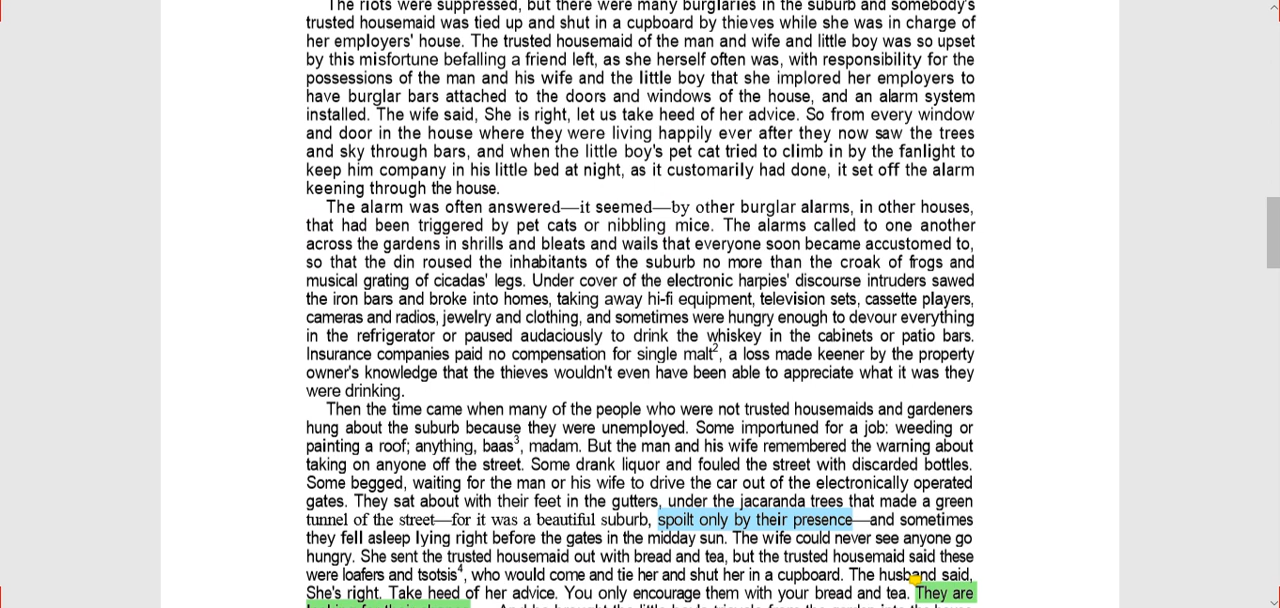 The riots were suppressed, but there were many burglaries in the suburb and somebody's
trusted housemaid was tied up and shut in a cupboard by thieves while she was in charge of
her employers' house. The trusted housemaid of the man and wife and little boy was so upset
by this misfortune befalling a friend left, as she herself often was, with responsibility for the
possessions of the man and his wife and the little boy that she implored her employers to
have burglar bars attached to the doors and windows of the house, and an alarm system
installed. The wife said, She is right, let us take heed of her advice. So from every window
and door in the house where they were living happily ever after they now saw the trees
and sky through bars, and when the little boy's pet cat tried to climb in by the fanlight to
keep him company in his little bed at night, as it customarily had done, it set off the alarm
keening through the house.
The alarm was often answered—it seemed—by other burglar alarms, in other houses,
that had been triggered by pet cats or nibbling mice. The alarms called to one another
across the gardens in shrills and bleats and wails that everyone soon became accustomed to,
so that the din roused the inhabitants of the suburb no more than the croak of frogs and
musical grating of cicadas' legs. Under cover of the electronic harpies' discourse intruders sawed
the iron bars and broke into homes, taking away hi-fi equipment, television sets, cassette players,
cameras and radios, jewelry and clothing, and sometimes were hungry enough to devour everything
in the refrigerator or paused audaciously to drink the whiskey in the cabinets or patio bars.
Insurance companies paid no compensation for single malt², a loss made keener by the property
owner's knowledge that the thieves wouldn't even have been able to appreciate what it was they
were drinking.
Then the time came when many of the people who were not trusted housemaids and gardeners
hung about the suburb because they were unemployed. Some importuned for a job: weeding or
painting a roof; anything, baas³, madam. But the man and his wife remembered the warning about
taking on anyone off the street. Some drank liquor and fouled the street with discarded bottles.
Some begged, waiting for the man or his wife to drive the car out of the electronically operated
gates. They sat about with their feet in the gutters, under the jacaranda trees that made a green
tunnel of the street—for it was a beautiful suburb, spoilt only by their presence—and sometimes
they fell asleep lying right before the gates in the midday sun. The wife could never see anyone go
hungry. She sent the trusted housemaid out with bread and tea, but the trusted housemaid said these
were loafers and tsotsis⁴, who would come and tie her and shut her in a cupboard. The husband said,
She's right. Take heed of her advice. You only encourage them with your bread and tea. They are